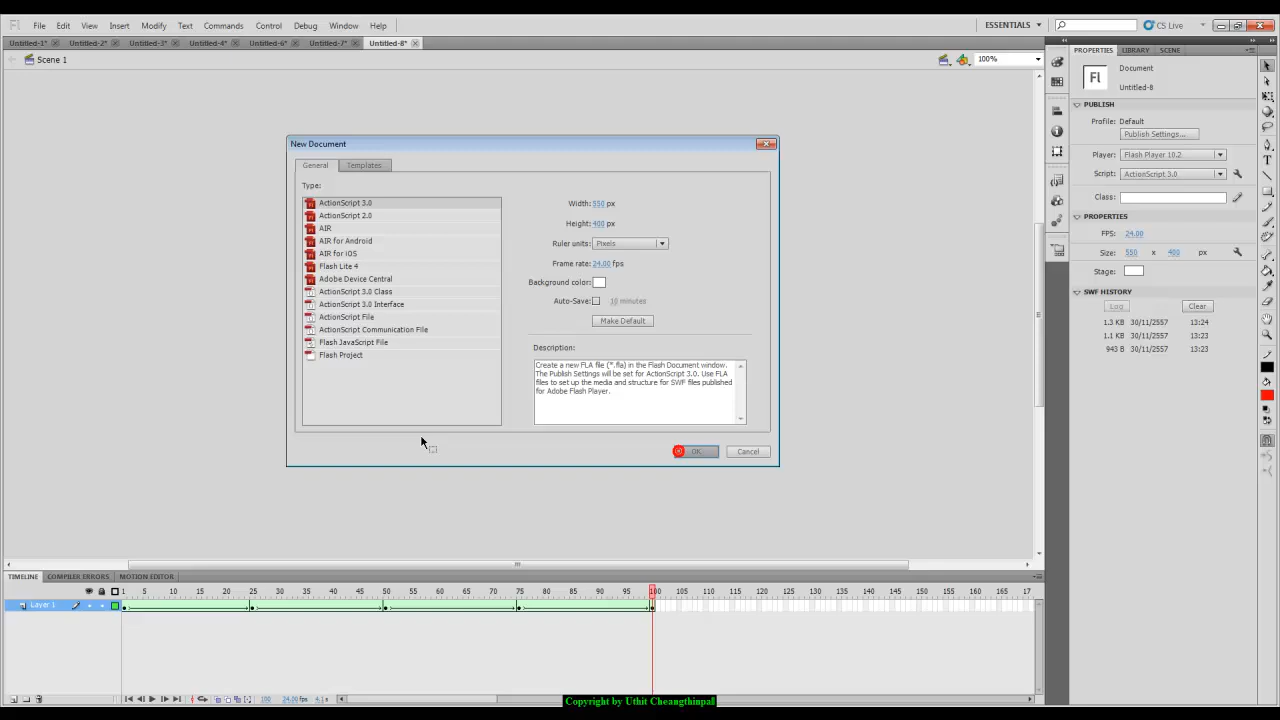 Fl File Edit View Insert Modify Text Commands Control Debug Window Help ESSENTIALS CS Live
Untitled-1* Untitled-2* Untitled-3* Untitled-4* Untitled-6* Untitled-7* Untitled-8*
Scene 1 100%
New Document
General Templates
Type:
ActionScript 3.0
ActionScript 2.0
AIR
AIR for Android
AIR for iOS
Flash Lite 4
Adobe Device Central
ActionScript 3.0 Class
ActionScript 3.0 Interface
ActionScript File
ActionScript Communication File
Flash JavaScript File
Flash Project
Width: 550 px
Height: 400 px
Ruler units: Pixels
Frame rate: 24.00 fps
Background color:
Auto-Save: 10 minutes
Make Default
Description:
Create a new FLA file (*.fla) in the Flash Document window.
The Publish Settings will be set for ActionScript 3.0. Use FLA
files to set up the media and structure for SWF files published
for Adobe Flash Player.
OK Cancel
PROPERTIES LIBRARY SCENE
Fl Document
Untitled-8
PUBLISH
Profile: Default
Publish Settings...
Player: Flash Player 10.2
Script: ActionScript 3.0
Class:
PROPERTIES
FPS: 24.00
Size: 550 x 400 px
Stage:
SWF HISTORY
Log Clear
1.3 KB 30/11/2557 13:24
1.1 KB 30/11/2557 13:23
943 B 30/11/2557 13:23
TIMELINE COMPILER ERRORS MOTION EDITOR
1 5 10 15 20 25 30 35 40 45 50 55 60 65 70 75 80 85 90 95 100 105 110 115 120 125 130 135 140 145 150 155 160 165 17
Layer 1
100 24.00 fps 4.1 s
Copyright by Uthit Cheangthinpall